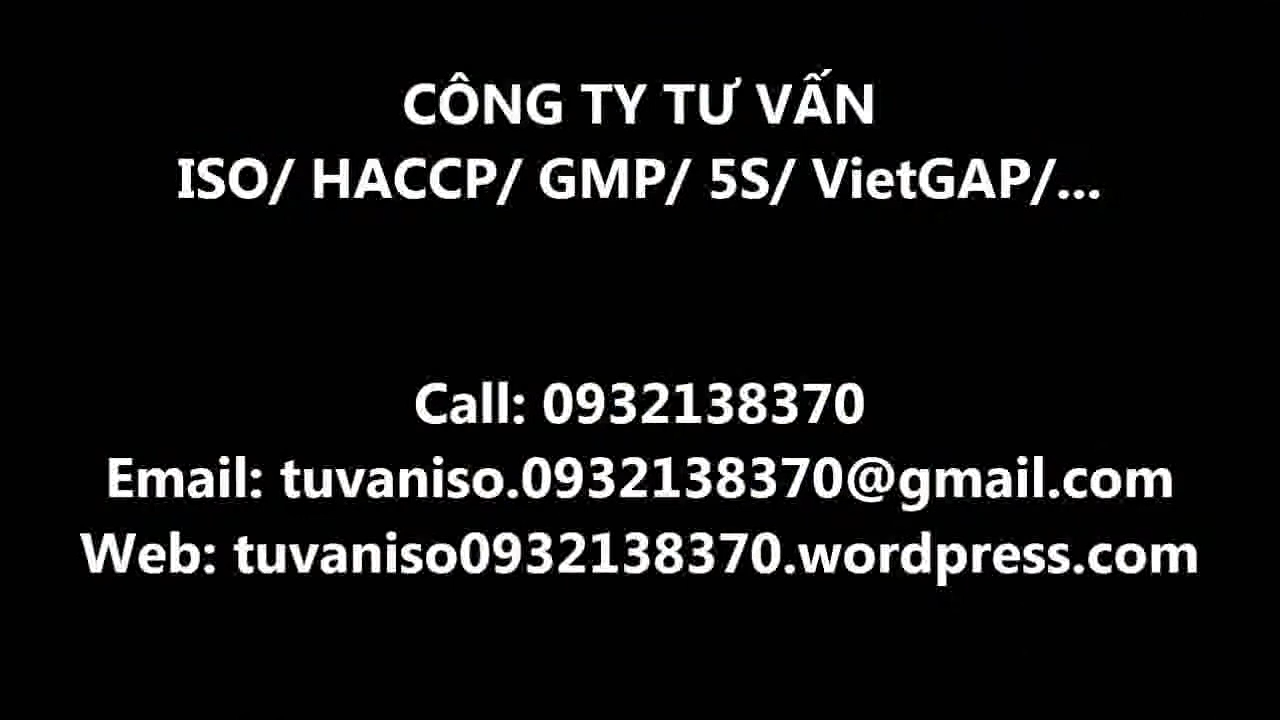 CÔNG TY TƯ VẤN
ISO/ HACCP/ GMP/ 5S/ VietGAP/...
Call: 0932138370
Email: tuvaniso.0932138370@gmail.com
Web: tuvaniso0932138370.wordpress.com